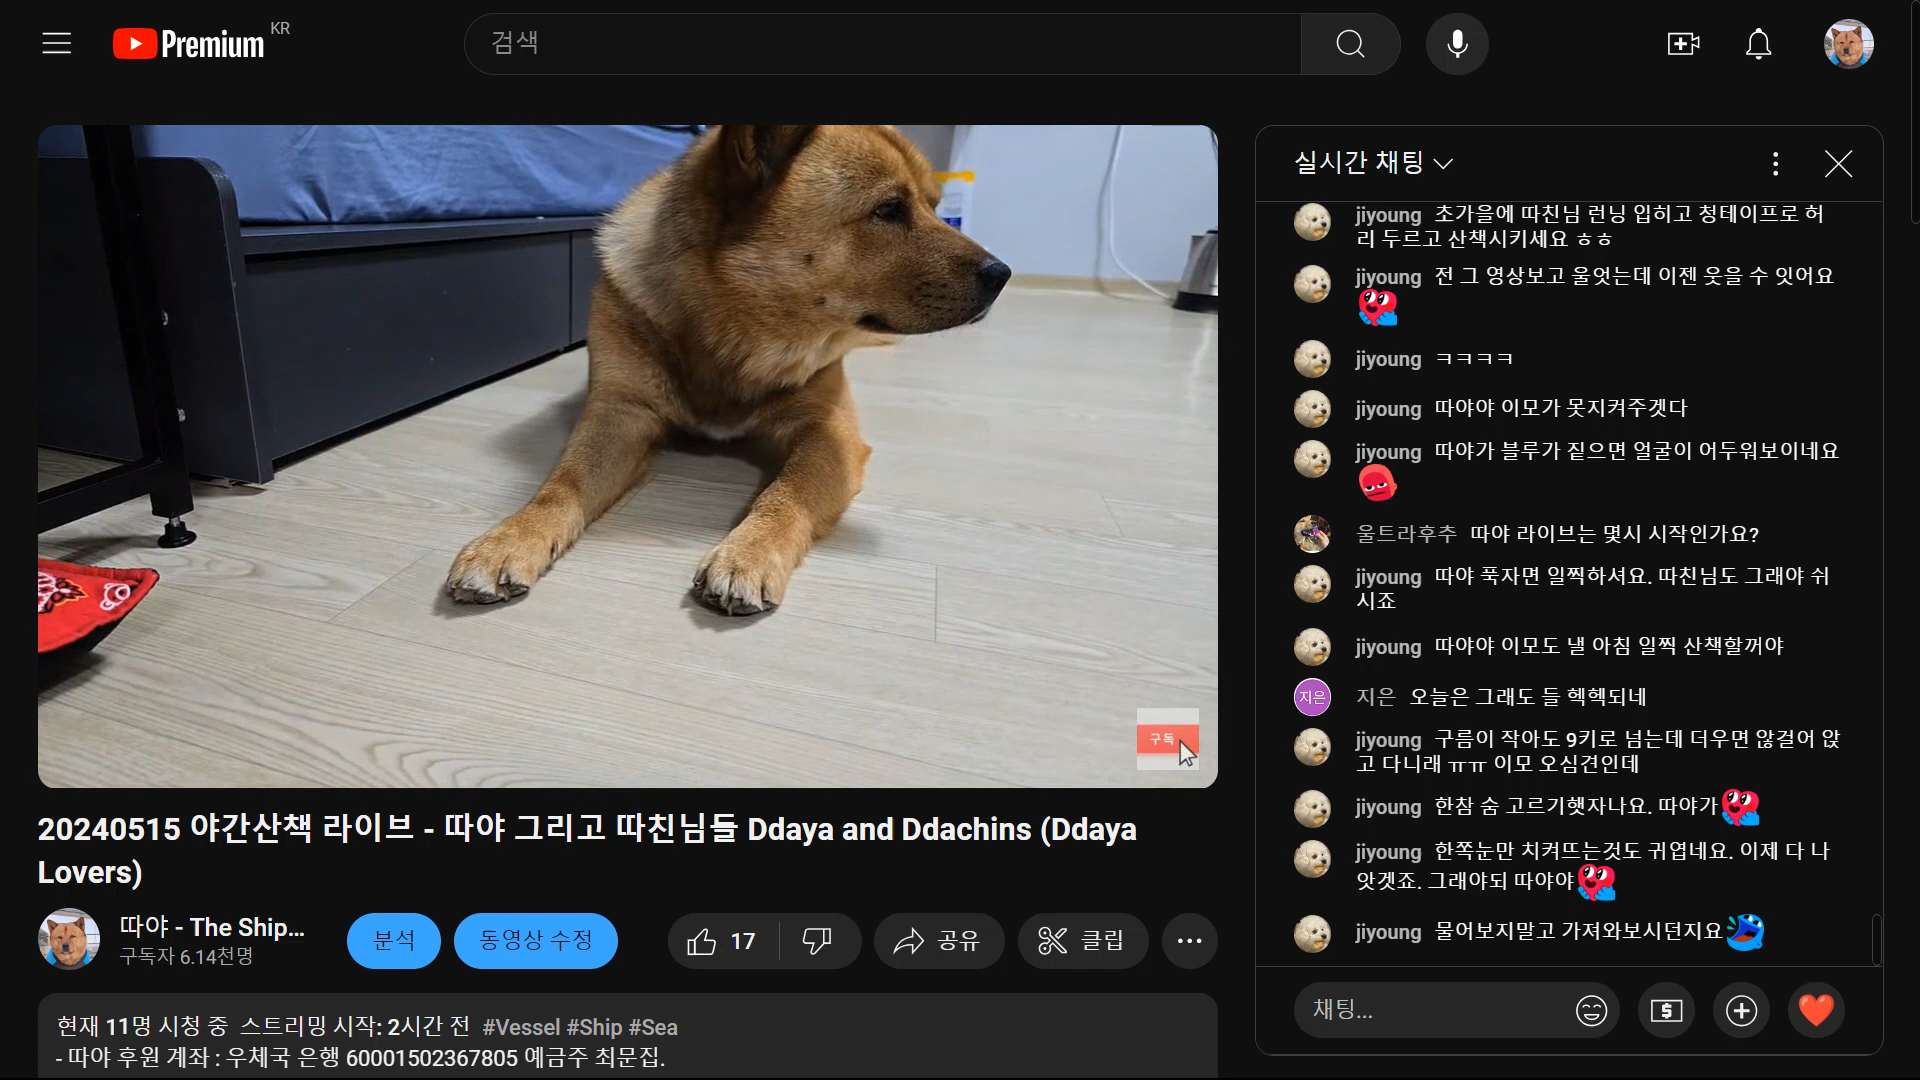 Premium KR
검색
실시간 채팅
jiyoung 초가을에 따친님 런닝 입히고 청테이프로 허
리 두르고 산책시키세요 ㅎㅎ
jiyoung 전 그 영상보고 울엇는데 이젠 웃을 수 잇어요
jiyoung ㅋㅋㅋㅋ
jiyoung 따야야 이모가 못지켜주겟다
jiyoung 따야가 블루가 짙으면 얼굴이 어두워보이네요
울트라후추 따야 라이브는 몇시 시작인가요?
jiyoung 따야 푹자면 일찍하셔요. 따친님도 그래야 쉬
시죠
jiyoung 따야야 이모도 낼 아침 일찍 산책할꺼야
지은 지은 오늘은 그래도 들 헥헥되네
jiyoung 구름이 작아도 9키로 넘는데 더우면 않걸어 앉
고 다니래 ㅠㅠ 이모 오심견인데
jiyoung 한참 숨 고르기햇자나요. 따야가
jiyoung 한쪽눈만 치켜뜨는것도 귀엽네요. 이제 다 나
앗겟죠. 그래야되 따야야
jiyoung 물어보지말고 가져와보시던지요
채팅...
구독
20240515 야간산책 라이브 - 따야 그리고 따친님들 Ddaya and Ddachins (Ddaya
Lovers)
따야 - The Ship...
구독자 6.14천명
분석
동영상 수정
17
공유
클립
현재 11명 시청 중 스트리밍 시작: 2시간 전 #Vessel #Ship #Sea
- 따야 후원 계좌 : 우체국 은행 60001502367805 예금주 최문집.